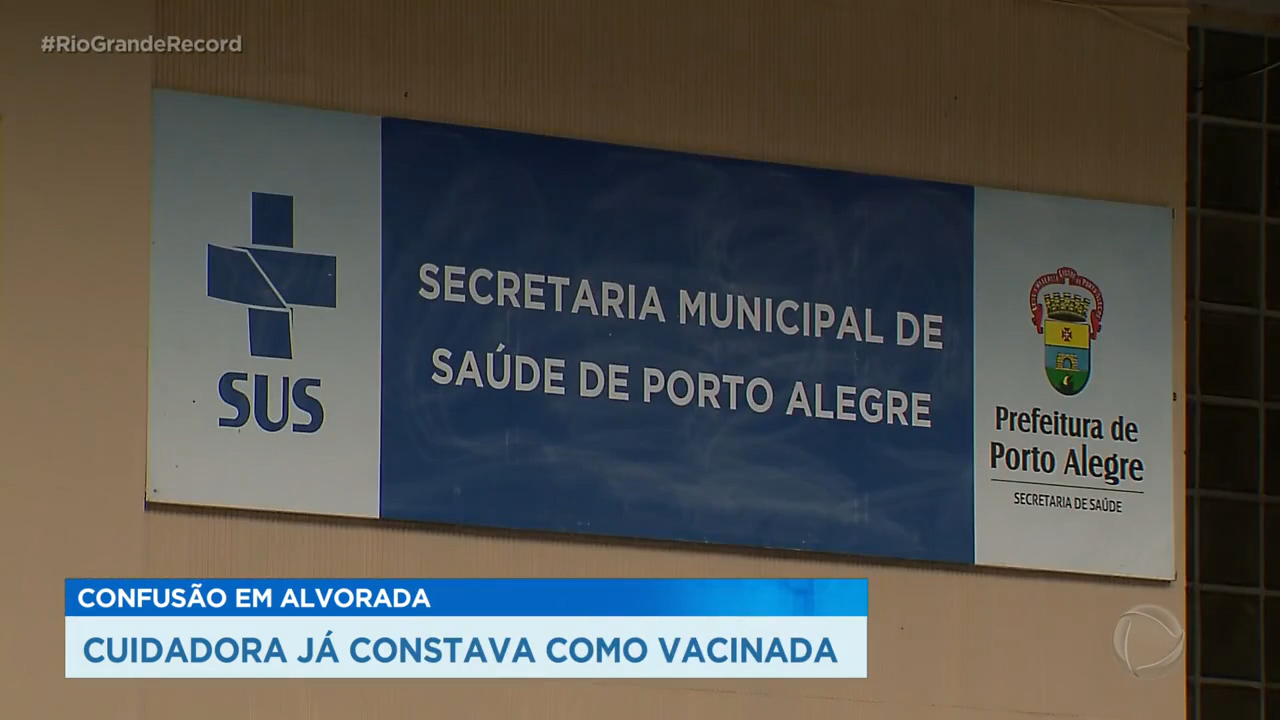 #RioGrandeRecord
SUS
SECRETARIA MUNICIPAL DE
SAÚDE DE PORTO ALEGRE
Prefeitura de
Porto Alegre
SECRETARIA DE SAÚDE
CONFUSÃO EM ALVORADA
CUIDADORA JÁ CONSTAVA COMO VACINADA